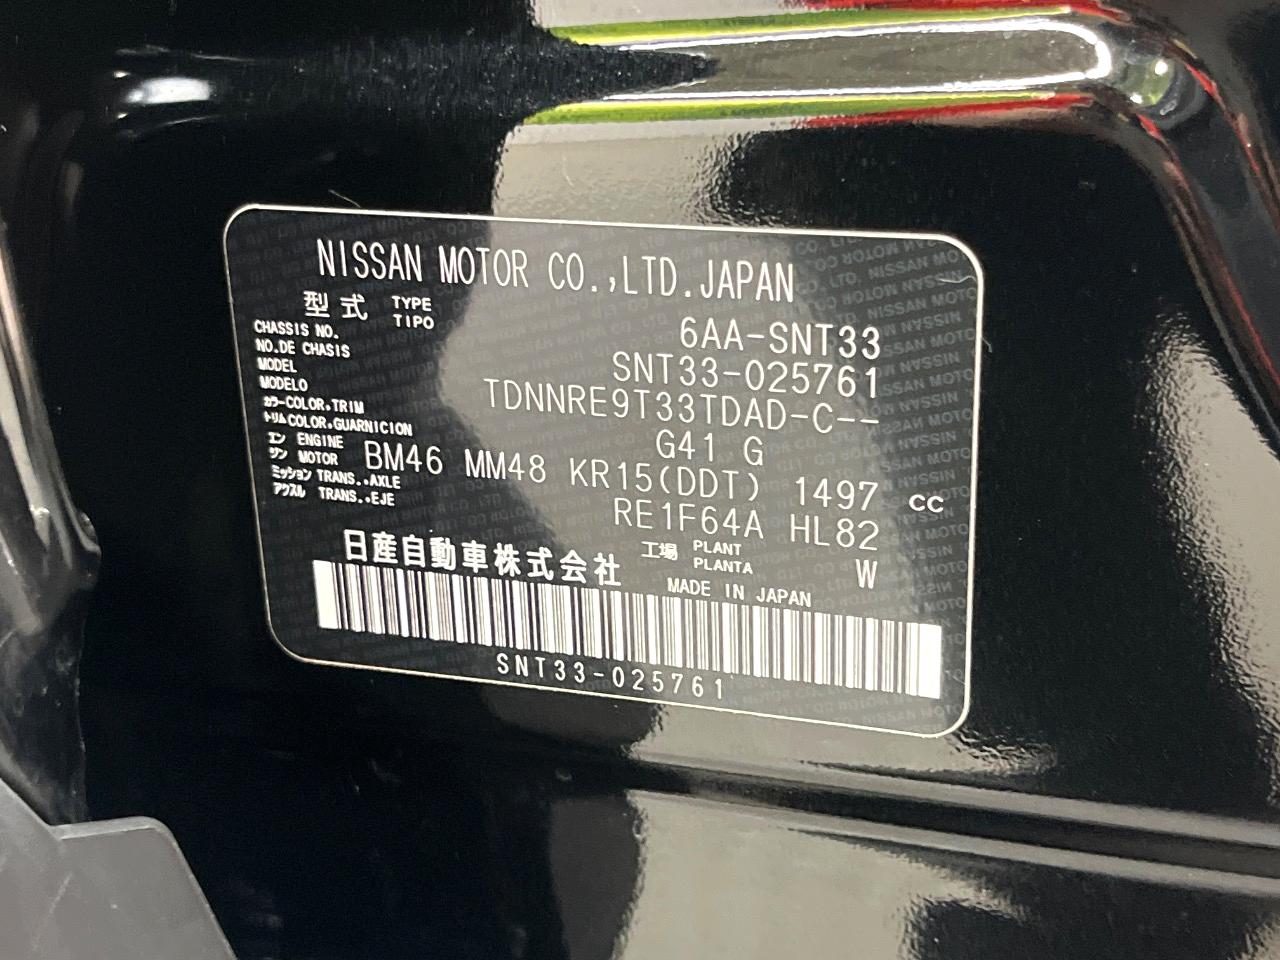 NISSAN MOTOR CO.,LTD.JAPAN
型式 TYPE TIPO 6AA-SNT33
CHASSIS NO.
NO.DE CHASIS SNT33-025761
MODEL
MODELO TDNNRE9T33TDAD-C--
カラー COLOR,TRIM
トリム COLOR,GUARNICION G41 G
エンジン ENGINE MOTOR BM46 MM48 KR15(DDT) 1497 cc
ミッション TRANS.,AXLE
アクスル TRANS.,EJE RE1F64A HL82
日産自動車株式会社 工場 PLANT PLANTA W
MADE IN JAPAN
SNT33-025761